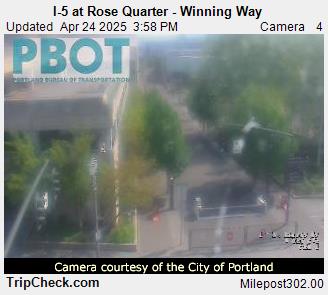 I-5 at Rose Quarter - Winning Way
Updated Apr 24 2025 3:58 PM Camera 4
PBOT
PORTLAND BUREAU OF TRANSPORTATION
Camera courtesy of the City of Portland
TripCheck.com Milepost302.00